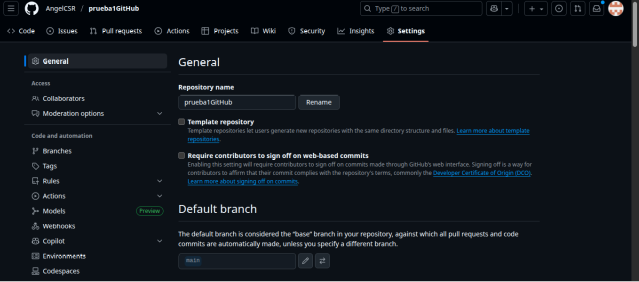 AngelCSR / prueba1GitHub
Type / to search
Code
Issues
Pull requests
Actions
Projects
Wiki
Security
Insights
Settings
General
Access
Collaborators
Moderation options
Code and automation
Branches
Tags
Rules
Actions
Models Preview
Webhooks
Copilot
Environments
Codespaces
General
Repository name
prueba1GitHub Rename
Template repository
Template repositories let users generate new repositories with the same directory structure and files. Learn more about template
repositories.
Require contributors to sign off on web-based commits
Enabling this setting will require contributors to sign off on commits made through GitHub's web interface. Signing off is a way for
contributors to affirm that their commit complies with the repository's terms, commonly the Developer Certificate of Origin (DCO).
Learn more about signing off on commits.
Default branch
The default branch is considered the "base" branch in your repository, against which all pull requests and code
commits are automatically made, unless you specify a different branch.
main